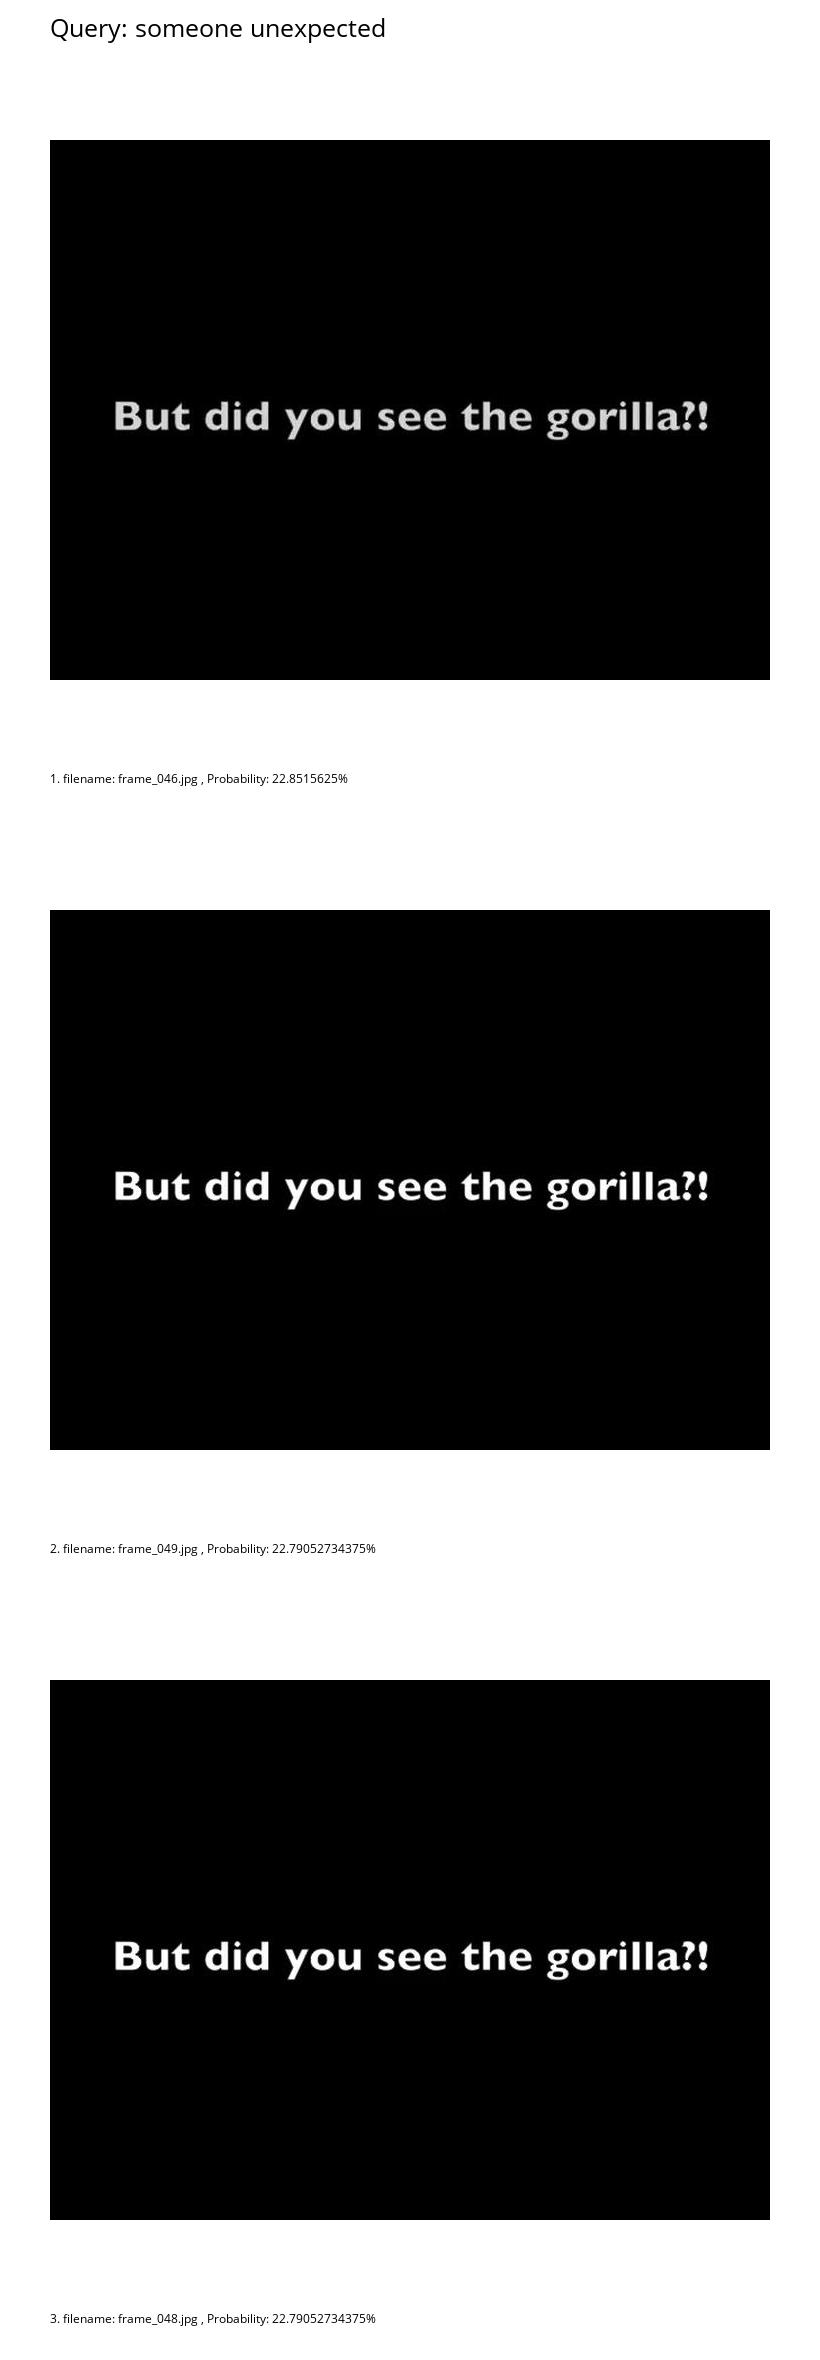 Query: someone unexpected
But did you see the gorilla?!
1. filename: frame_046.jpg , Probability: 22.8515625%
But did you see the gorilla?!
2. filename: frame_049.jpg , Probability: 22.79052734375%
But did you see the gorilla?!
3. filename: frame_048.jpg , Probability: 22.79052734375%